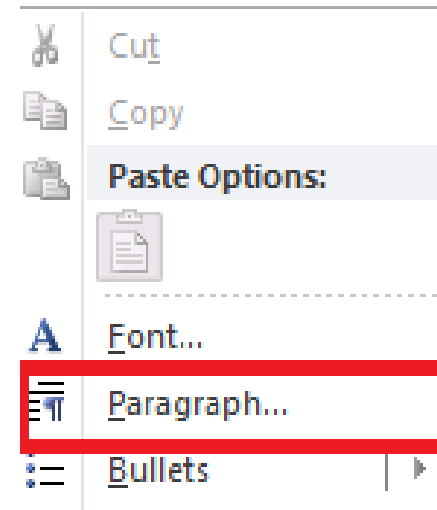 Cut
Copy
Paste Options:
Font...
Paragraph...
Bullets